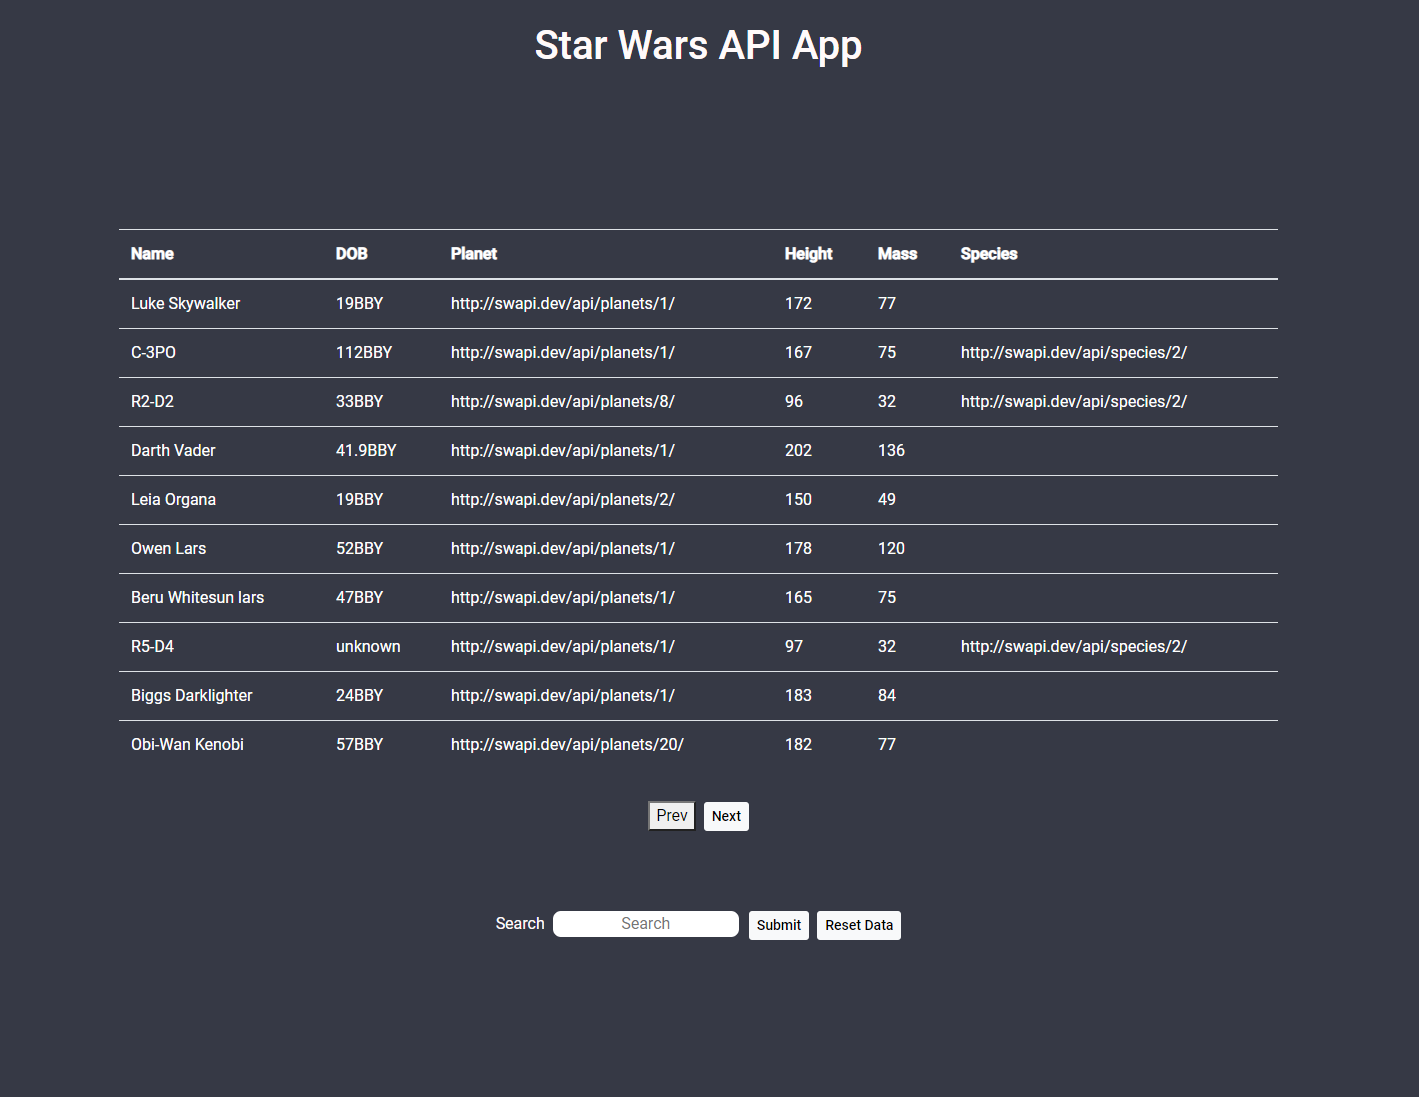 Star Wars API App
Name DOB Planet Height Mass Species
Luke Skywalker 19BBY http://swapi.dev/api/planets/1/ 172 77
C-3PO 112BBY http://swapi.dev/api/planets/1/ 167 75 http://swapi.dev/api/species/2/
R2-D2 33BBY http://swapi.dev/api/planets/8/ 96 32 http://swapi.dev/api/species/2/
Darth Vader 41.9BBY http://swapi.dev/api/planets/1/ 202 136
Leia Organa 19BBY http://swapi.dev/api/planets/2/ 150 49
Owen Lars 52BBY http://swapi.dev/api/planets/1/ 178 120
Beru Whitesun lars 47BBY http://swapi.dev/api/planets/1/ 165 75
R5-D4 unknown http://swapi.dev/api/planets/1/ 97 32 http://swapi.dev/api/species/2/
Biggs Darklighter 24BBY http://swapi.dev/api/planets/1/ 183 84
Obi-Wan Kenobi 57BBY http://swapi.dev/api/planets/20/ 182 77
Prev Next
Search Search Submit Reset Data